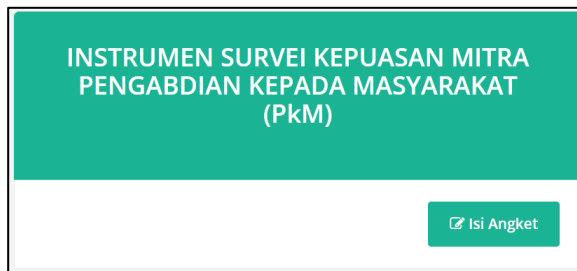 INSTRUMEN SURVEI KEPUASAN MITRA
PENGABDIAN KEPADA MASYARAKAT
(PkM)
Isi Angket